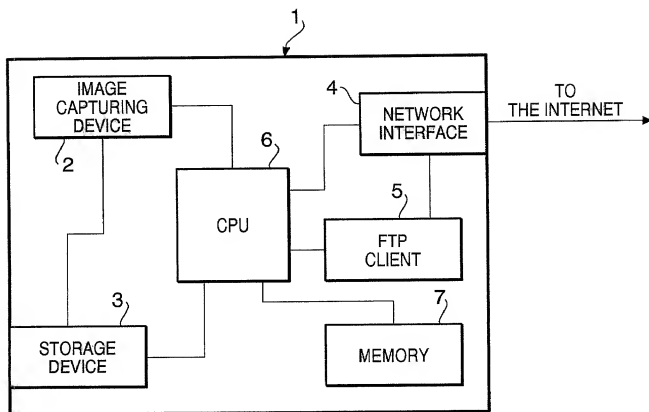 1
IMAGE
CAPTURING
DEVICE
2
4
NETWORK
INTERFACE
TO
THE INTERNET
6
CPU
5
FTP
CLIENT
3
STORAGE
DEVICE
7
MEMORY